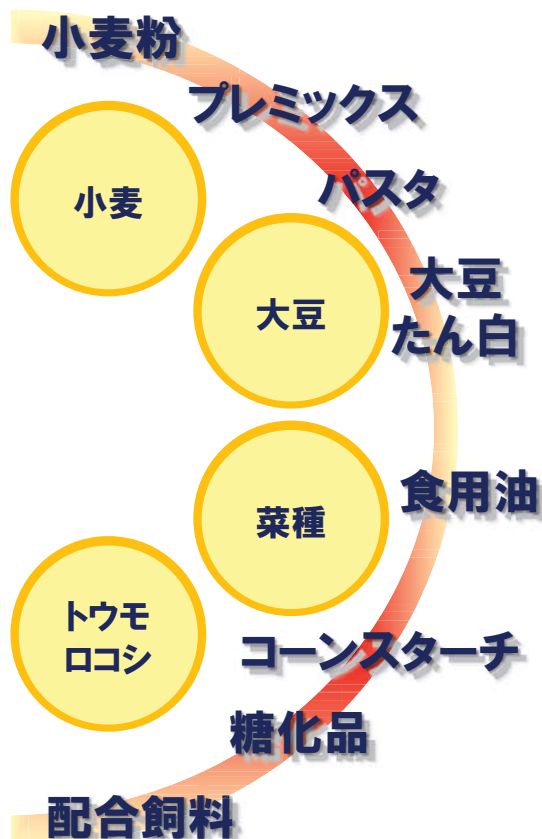 小麦粉
プレミックス
パスタ
小麦
大豆
たん白
大豆
食用油
菜種
トウモ
ロコシ
コーンスターチ
糖化品
配合飼料